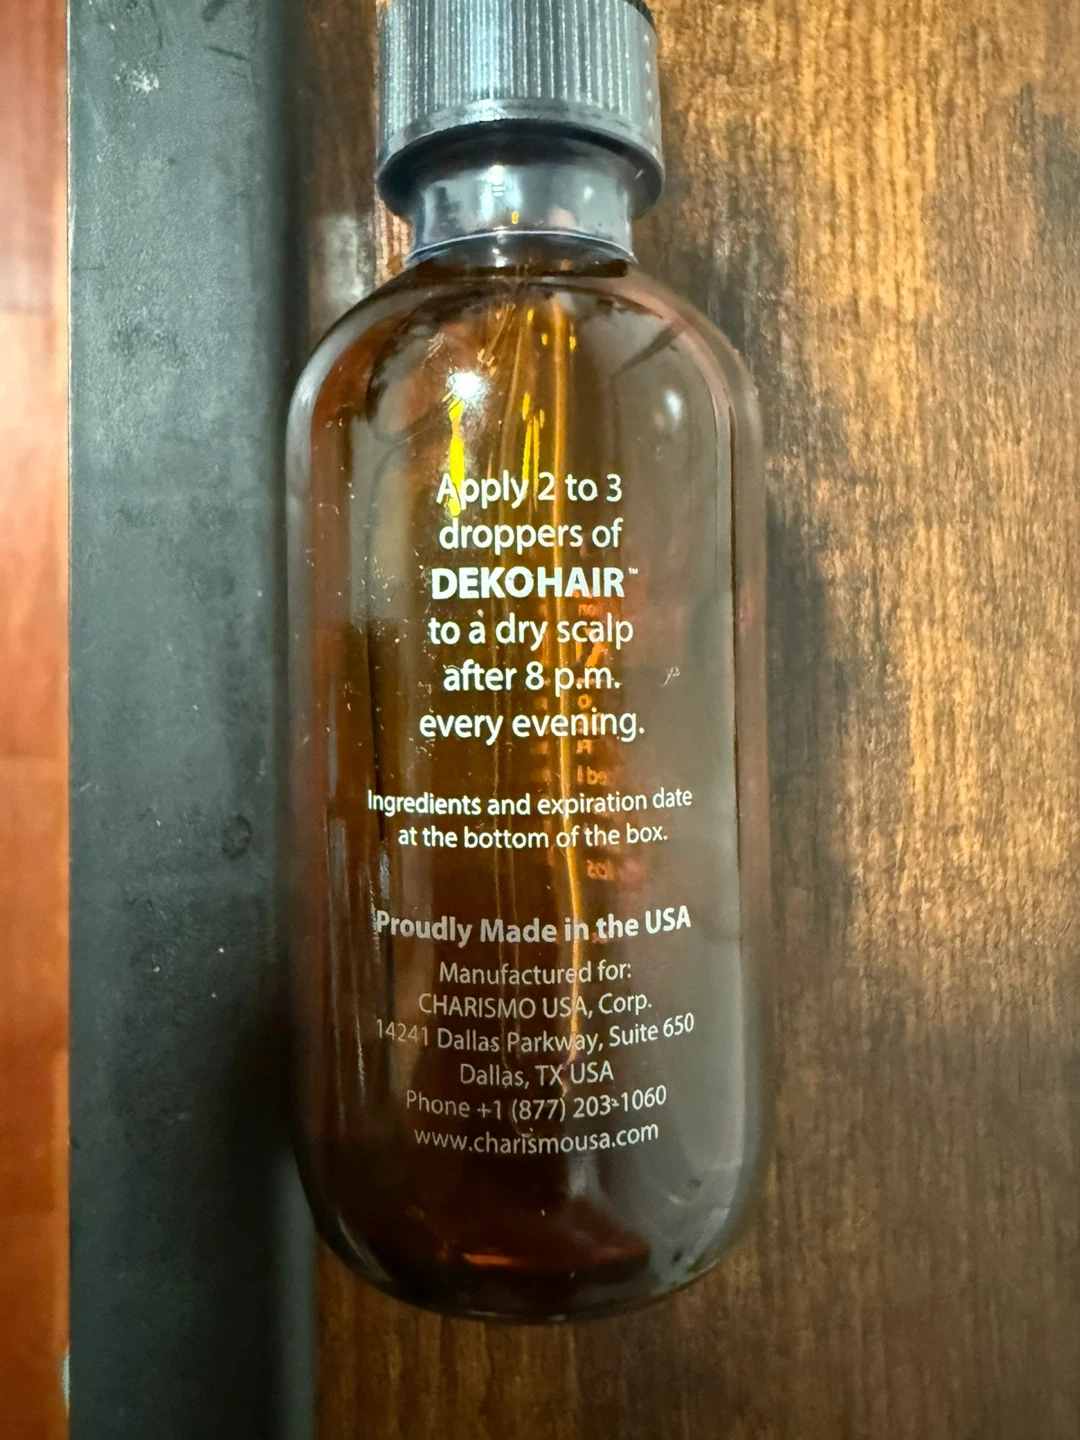 Apply 2 to 3
droppers of
DEKOHAIR™
to a dry scalp
after 8 p.m.
every evening.
Ingredients and expiration date
at the bottom of the box.
Proudly Made in the USA
Manufactured for:
CHARISMO USA, Corp.
14241 Dallas Parkway, Suite 650
Dallas, TX USA
Phone +1 (877) 203-1060
www.charismousa.com